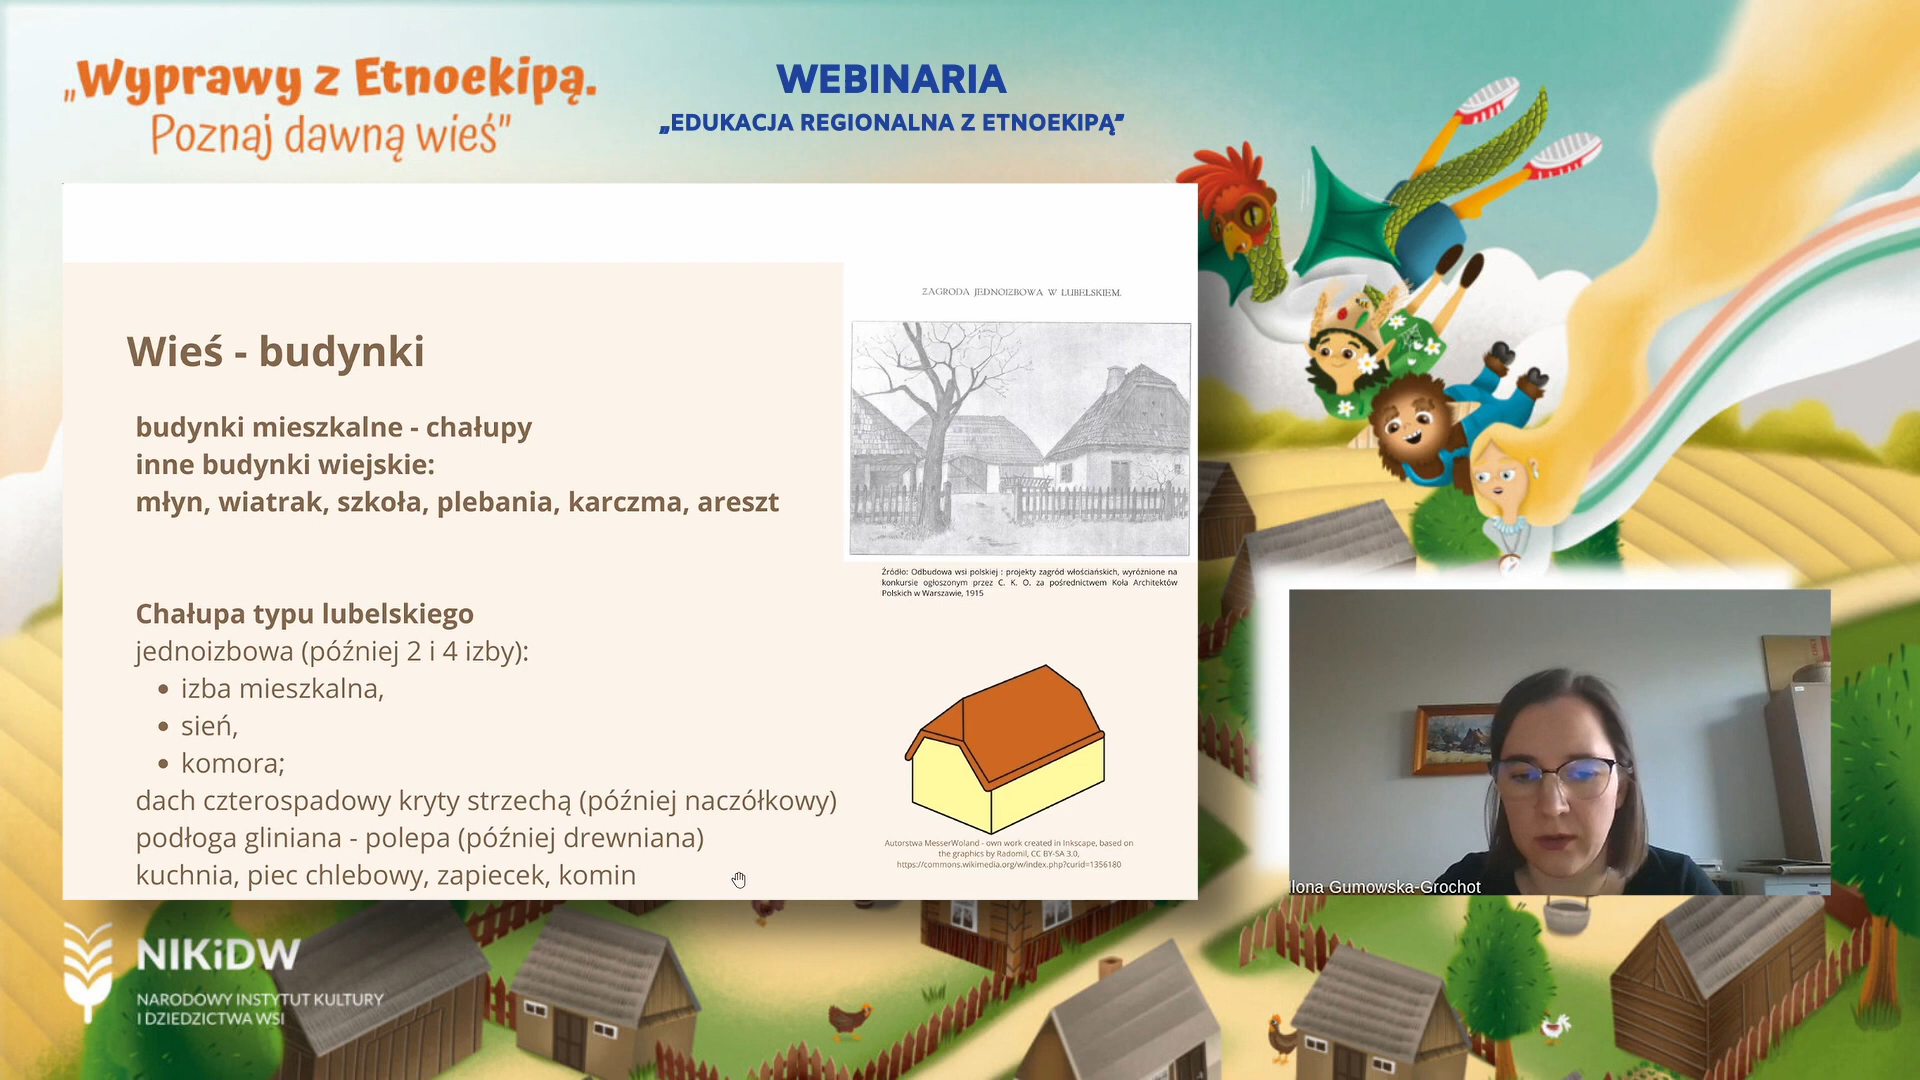 „Wyprawy z Etnoekipą.
Poznaj dawną wieś”
WEBINARIA
„EDUKACJA REGIONALNA Z ETNOEKIPĄ”
Wieś - budynki
budynki mieszkalne - chałupy
inne budynki wiejskie:
młyn, wiatrak, szkoła, plebania, karczma, areszt
Chałupa typu lubelskiego
jednoizbowa (później 2 i 4 izby):
• izba mieszkalna,
• sień,
• komora;
dach czterospadowy kryty strzechą (później naczółkowy)
podłoga gliniana - polepa (później drewniana)
kuchnia, piec chlebowy, zapiecek, komin
ZAGRODA JEDNOIZBOWA W LUBELSKIEM.
Źródło: Odbudowa wsi polskiej : projekty zagród włościańskich, wyróżnione na
konkursie ogłoszonym przez C. K. O. za pośrednictwem Koła Architektów
Polskich w Warszawie, 1915
Autorstwa MesserWoland - own work created in Inkscape, based on
the graphics by Radomil, CC BY-SA 3.0,
https://commons.wikimedia.org/w/index.php?curid=1356180
Ilona Gumowska-Grochot
NIKiDW
NARODOWY INSTYTUT KULTURY
I DZIEDZICTWA WSI